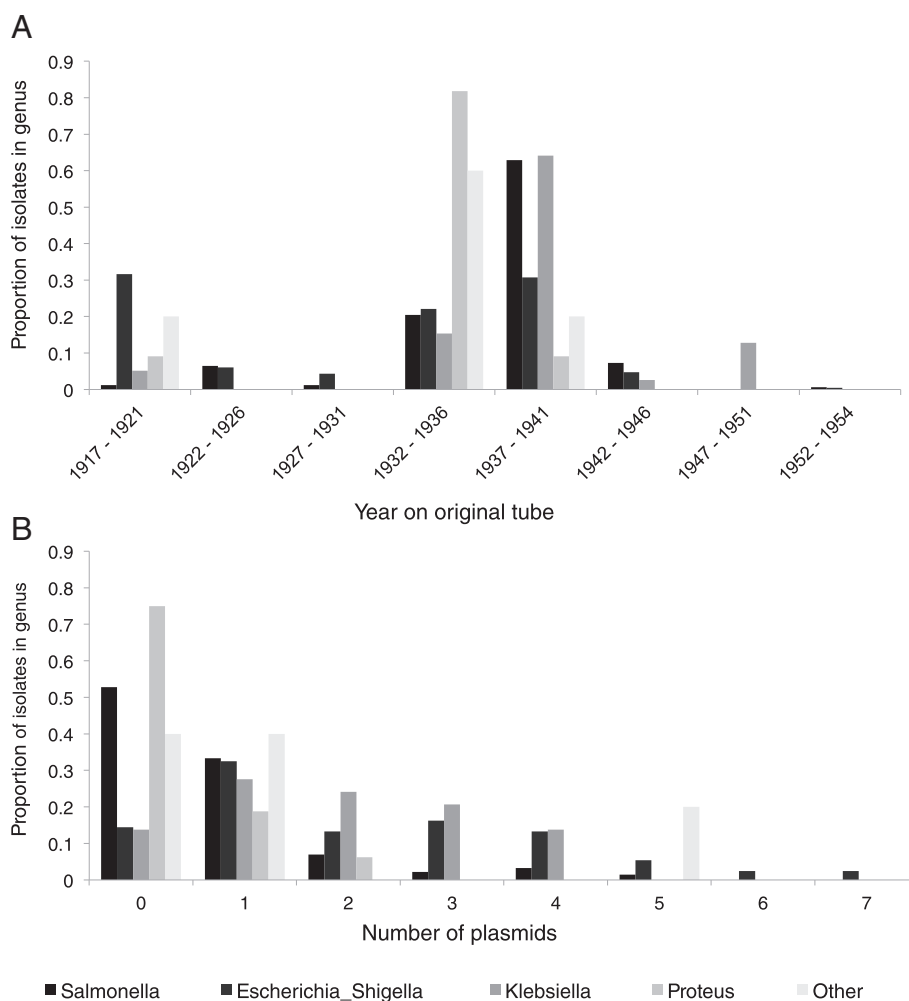 A
Proportion of isolates in genus
0.9
0.8
0.7
0.6
0.5
0.4
0.3
0.2
0.1
0
1917 - 1921
1922 - 1926
1927 - 1931
1932 - 1936
1937 - 1941
1942 - 1946
1947 - 1951
1952 - 1954
Year on original tube
B
Proportion of isolates in genus
0.9
0.8
0.7
0.6
0.5
0.4
0.3
0.2
0.1
0
0 1 2 3 4 5 6 7
Number of plasmids
Salmonella Escherichia_Shigella Klebsiella Proteus Other